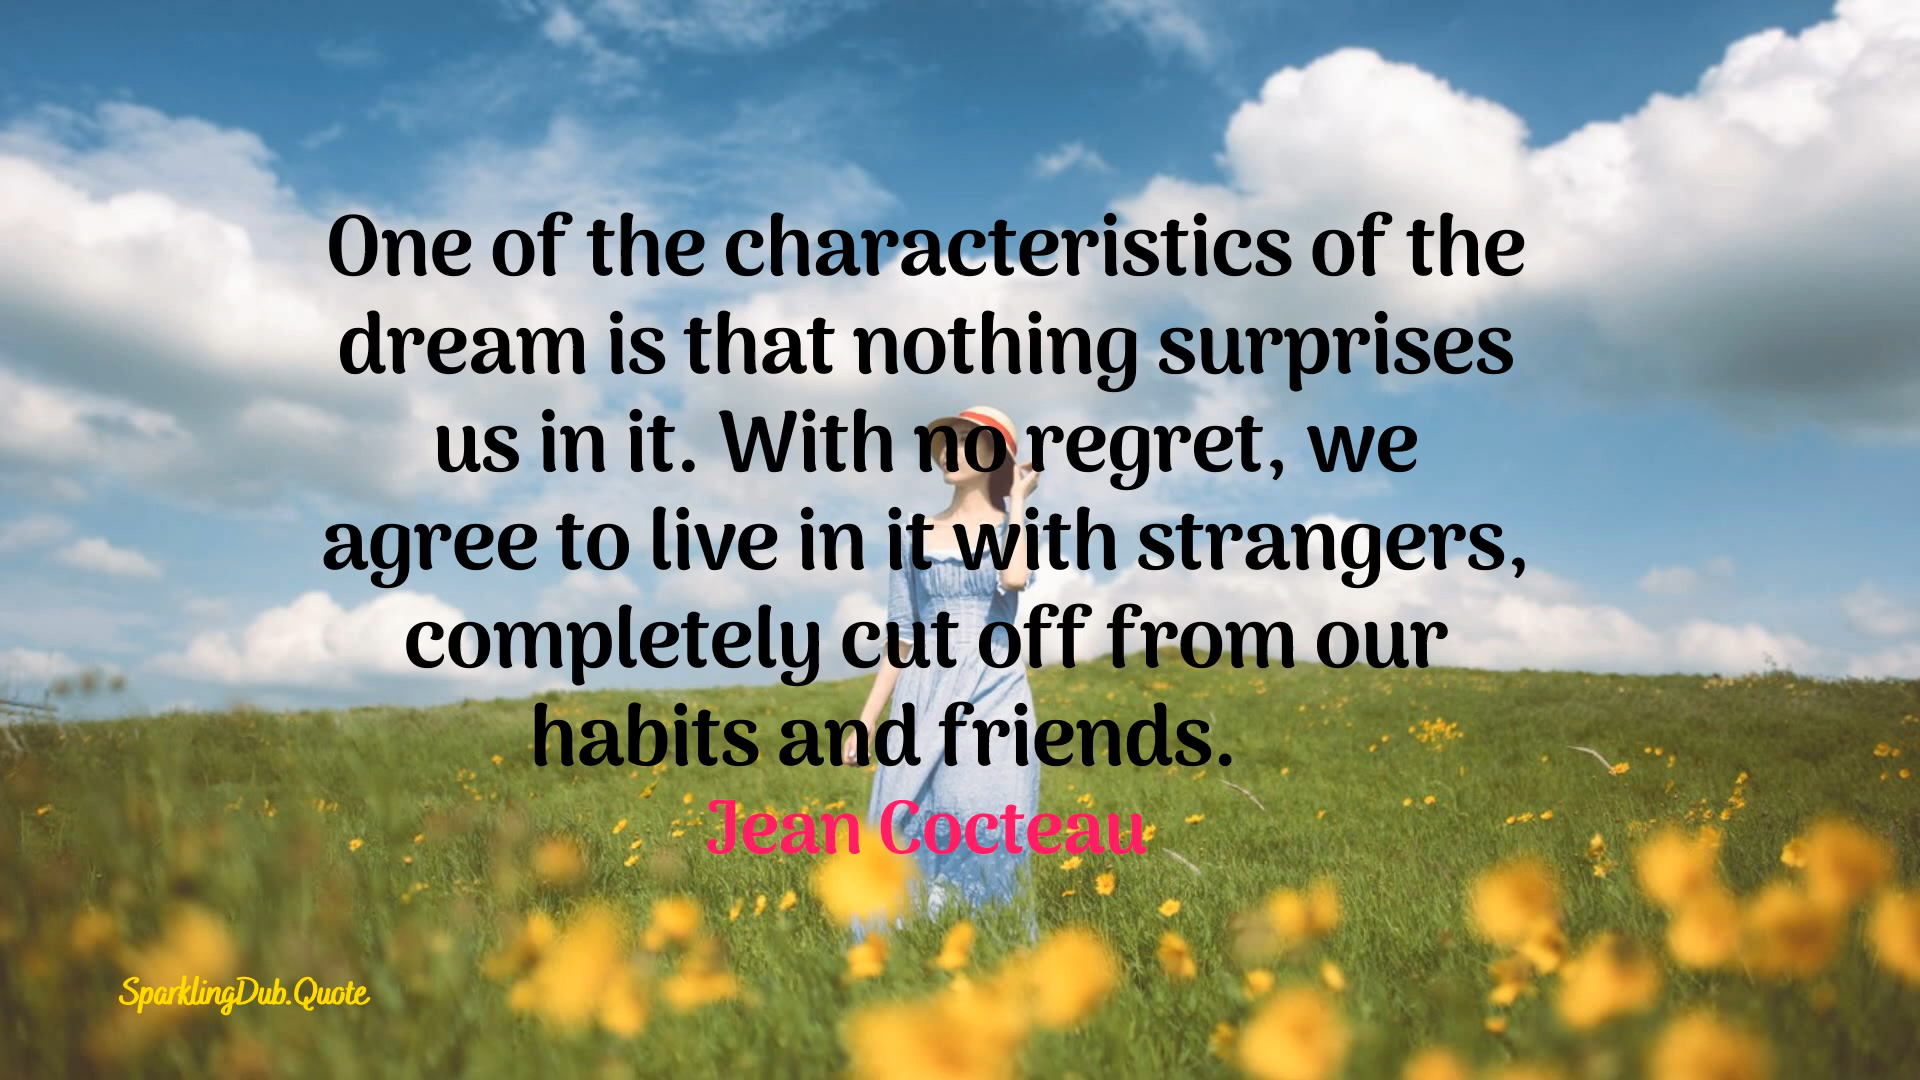 One of the characteristics of the
dream is that nothing surprises
us in it. With no regret, we
agree to live in it with strangers,
completely cut off from our
habits and friends.
Jean Cocteau
SparklingDub.Quote